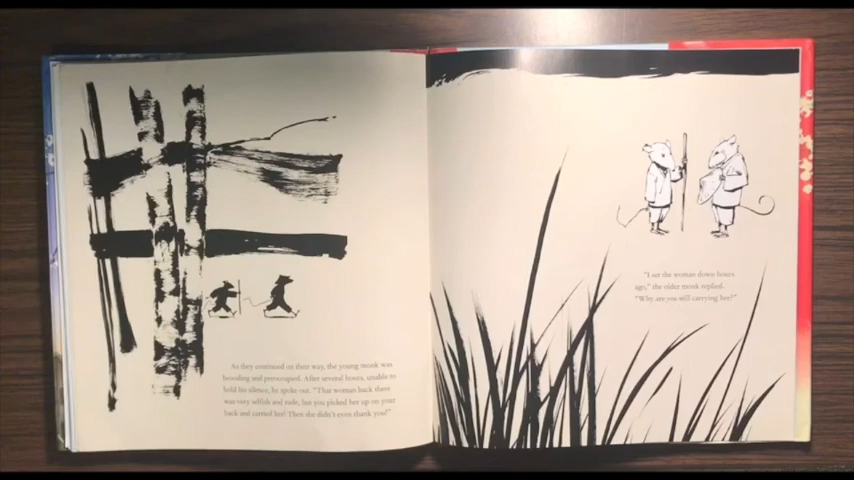 As they continued on their way, the young monk was
brooding and preoccupied. After several hours, unable to
hold his silence, he spoke out. "That woman back there
was very selfish and rude, but you picked her up on your
back and carried her! Then she didn't even thank you!"
"I set the woman down hours
ago," the older monk replied.
"Why are you still carrying her?"